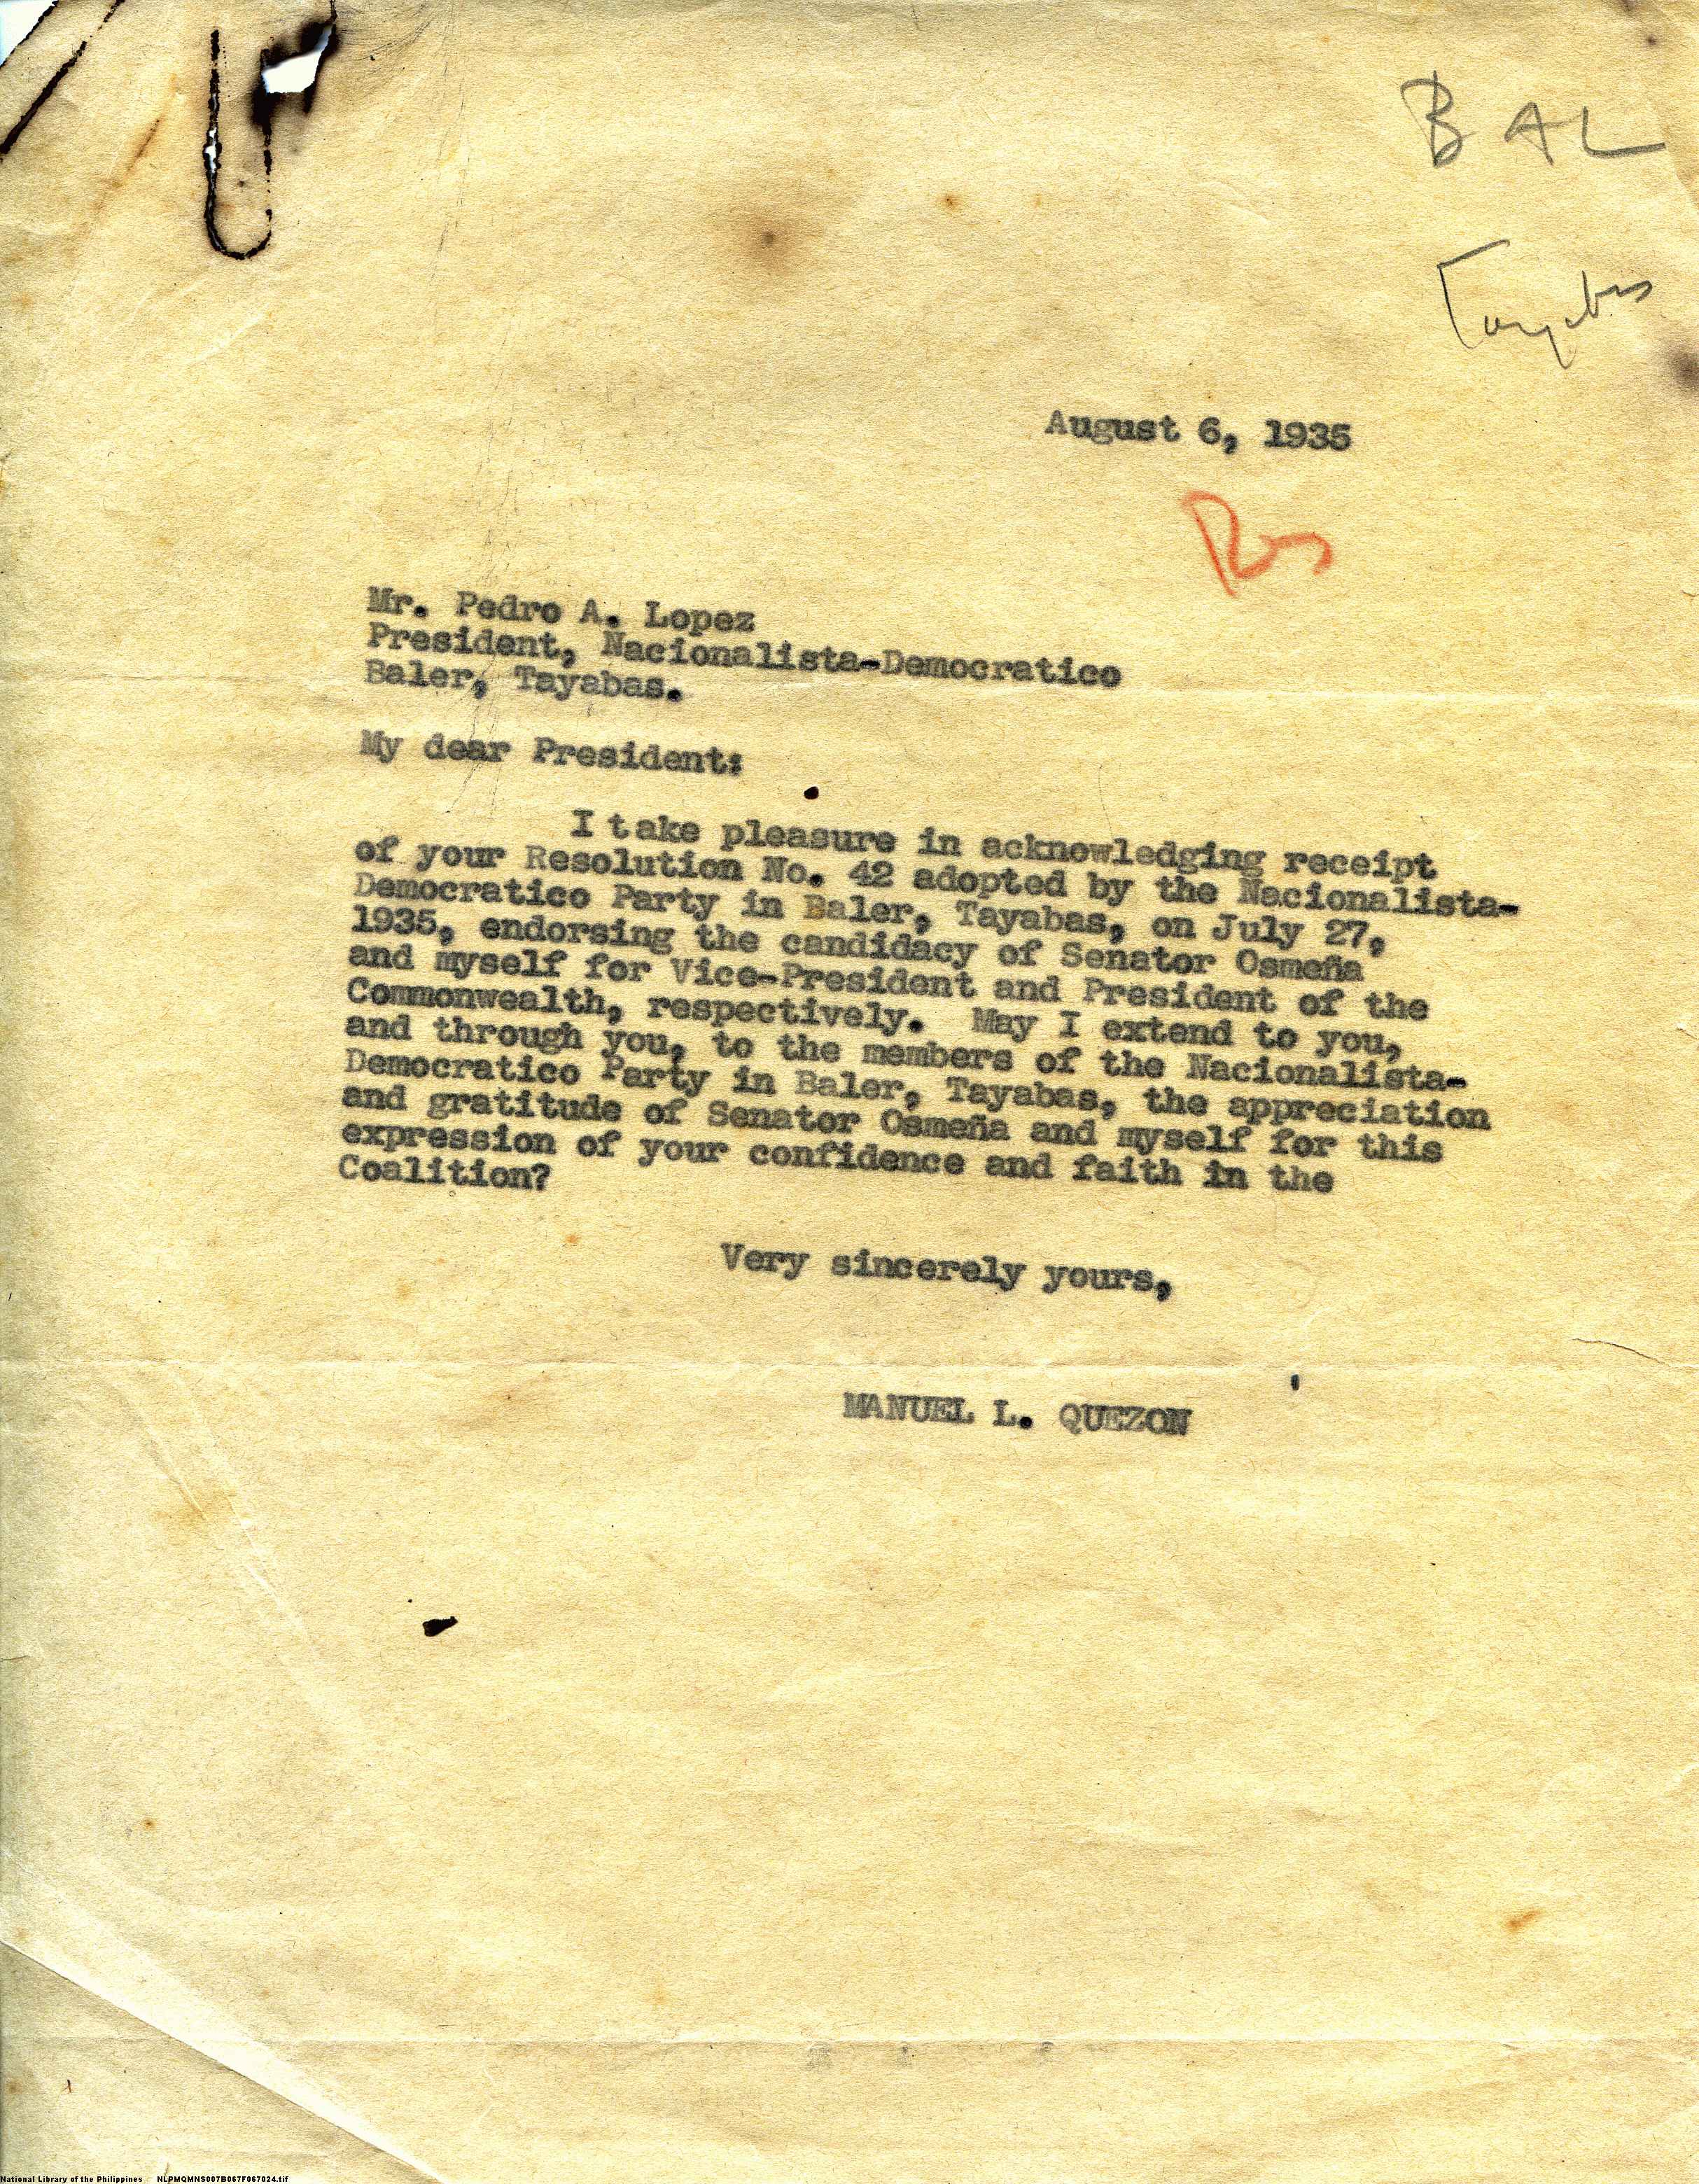 BAL
Tayabas
August 6, 1935
Mr. Pedro A. Lopez
President, Nacionalista-Democratico
Baler, Tayabas.
My dear President:
I take pleasure in acknowledging receipt
of your Resolution No. 42 adopted by the Nacionalista-
Democratico Party in Baler, Tayabas, on July 27,
1935, endorsing the candidacy of Senator Osmeña
and myself for Vice-President and President of the
Commonwealth, respectively. May I extend to you,
and through you, to the members of the Nacionalista-
Democratico Party in Baler, Tayabas, the appreciation
and gratitude of Senator Osmeña and myself for this
expression of your confidence and faith in the
Coalition?
Very sincerely yours,
MANUEL L. QUEZON
National Library of the Philippines NLPMQMNS007B067F067024.tif